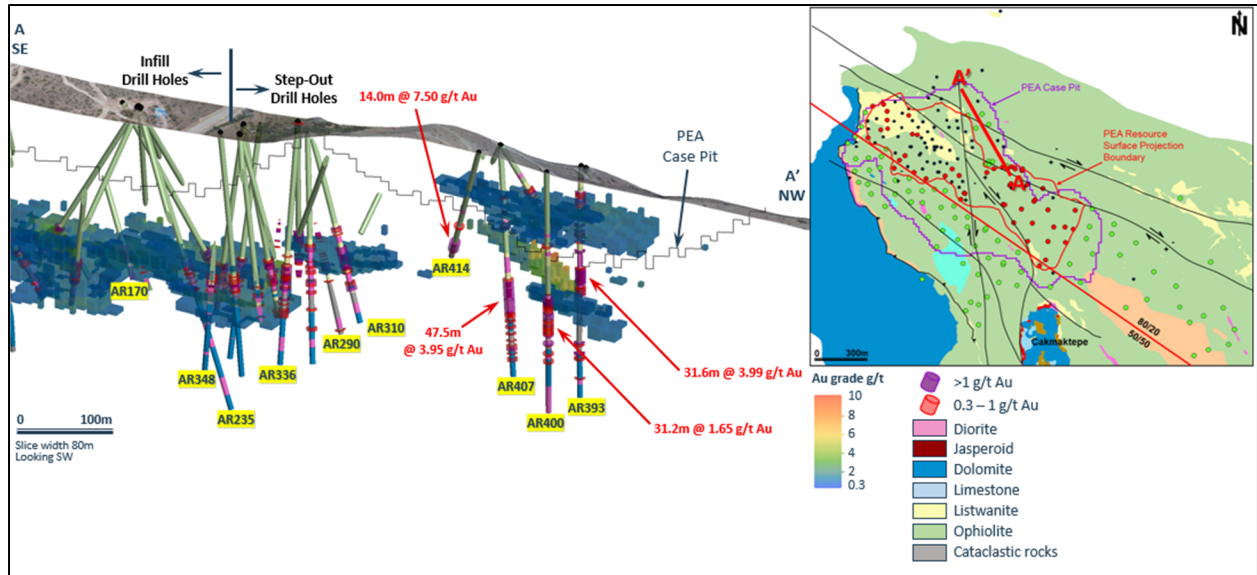 A
SE
Infill
Drill Holes
Step-Out
Drill Holes
14.0m @ 7.50 g/t Au
PEA
Case Pit
A'
NW
AR414
AR170
47.5m
@ 3.95 g/t Au
AR310
AR290
AR348
AR336
AR235
AR407
AR400
AR393
31.6m @ 3.99 g/t Au
31.2m @ 1.65 g/t Au
0 100m
Slice width 80m
Looking SW
N
A'
PEA Case Pit
PEA Resource
Surface Projection
Boundary
A
80/20
50/50
Cakmaktepe
0 300m
Au grade g/t
10
8
6
4
2
0.3
>1 g/t Au
0.3 – 1 g/t Au
Diorite
Jasperoid
Dolomite
Limestone
Listwanite
Ophiolite
Cataclastic rocks